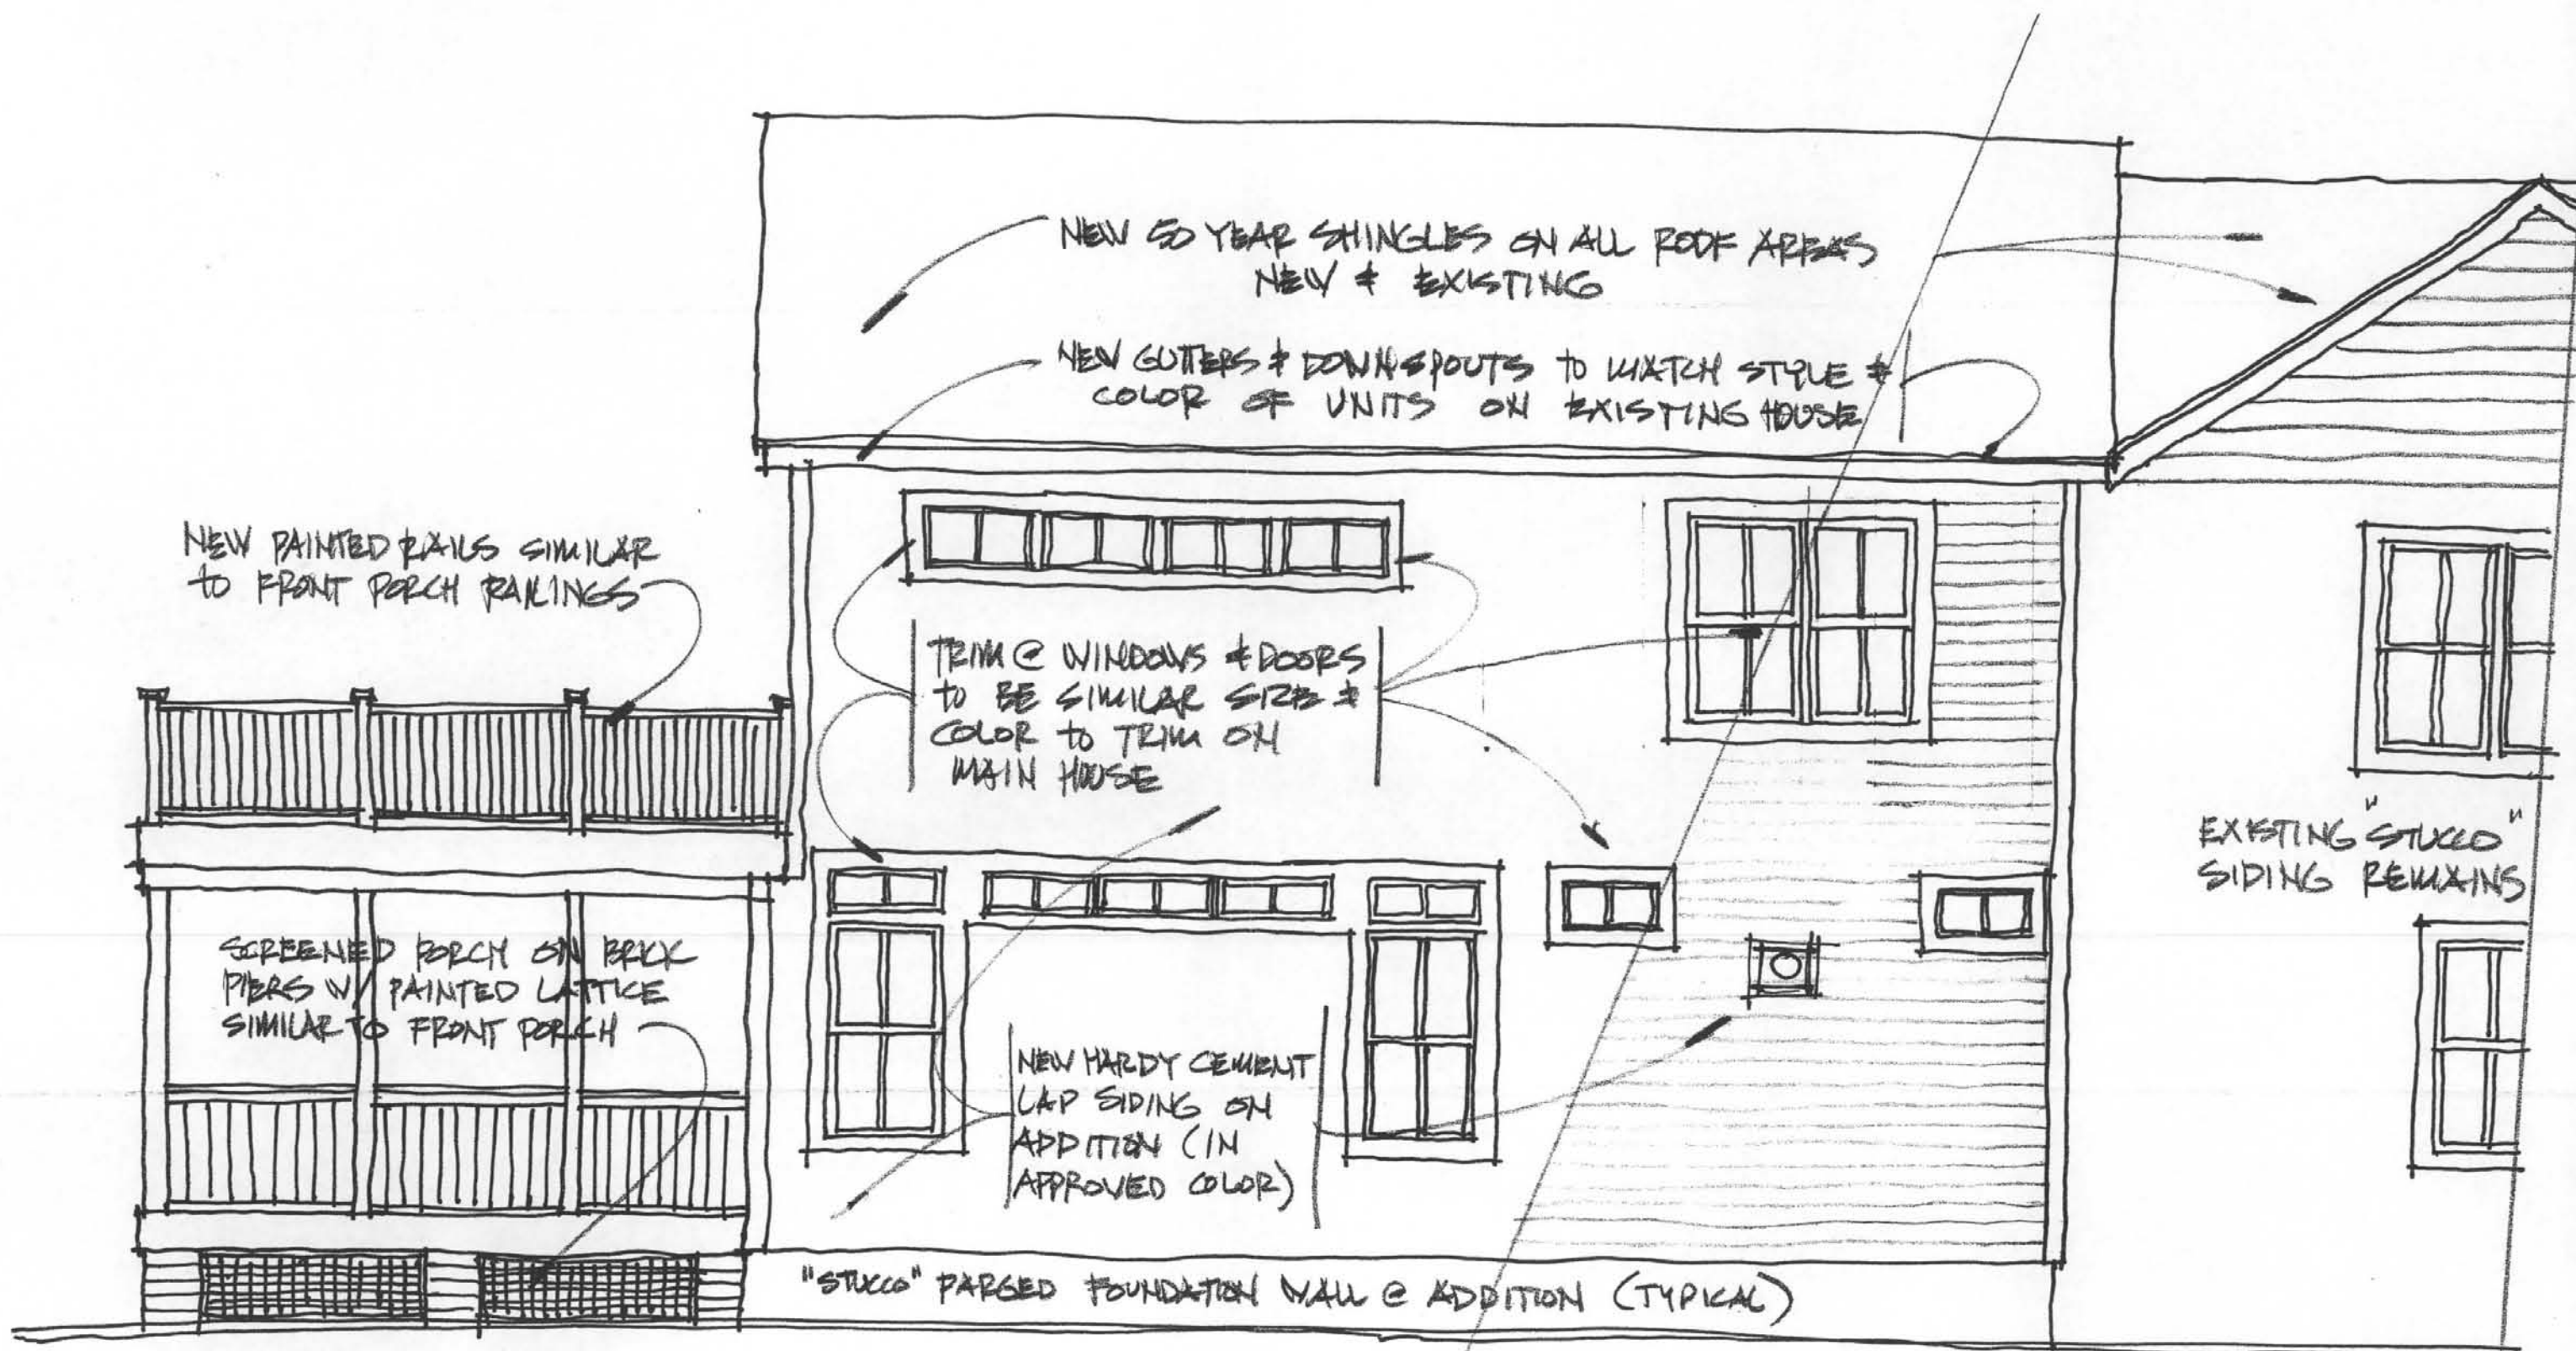 NEW 50 YEAR SHINGLES ON ALL ROOF AREAS
NEW & EXISTING
NEW GUTTERS & DOWNSPOUTS TO MATCH STYLE &
COLOR OF UNITS ON EXISTING HOUSE
NEW PAINTED RAILS SIMILAR
TO FRONT PORCH RAILINGS
TRIM @ WINDOWS & DOORS
TO BE SIMILAR SIZE &
COLOR TO TRIM ON
MAIN HOUSE
EXISTING "STUCCO"
SIDING REMAINS
SCREENED PORCH ON BRICK
PIERS W/ PAINTED LATTICE
SIMILAR TO FRONT PORCH
NEW HARDY CEMENT
LAP SIDING ON
ADDITION (IN
APPROVED COLOR)
"STUCCO" PARGED FOUNDATION WALL @ ADDITION (TYPICAL)